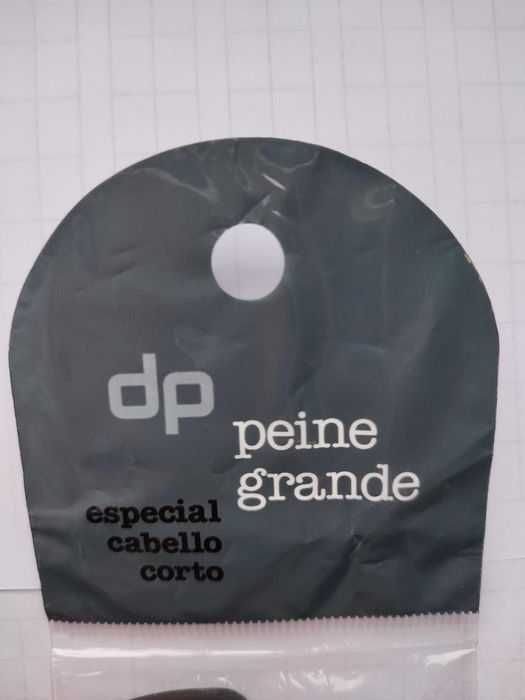 dp
peine
grande
especial
cabello
corto